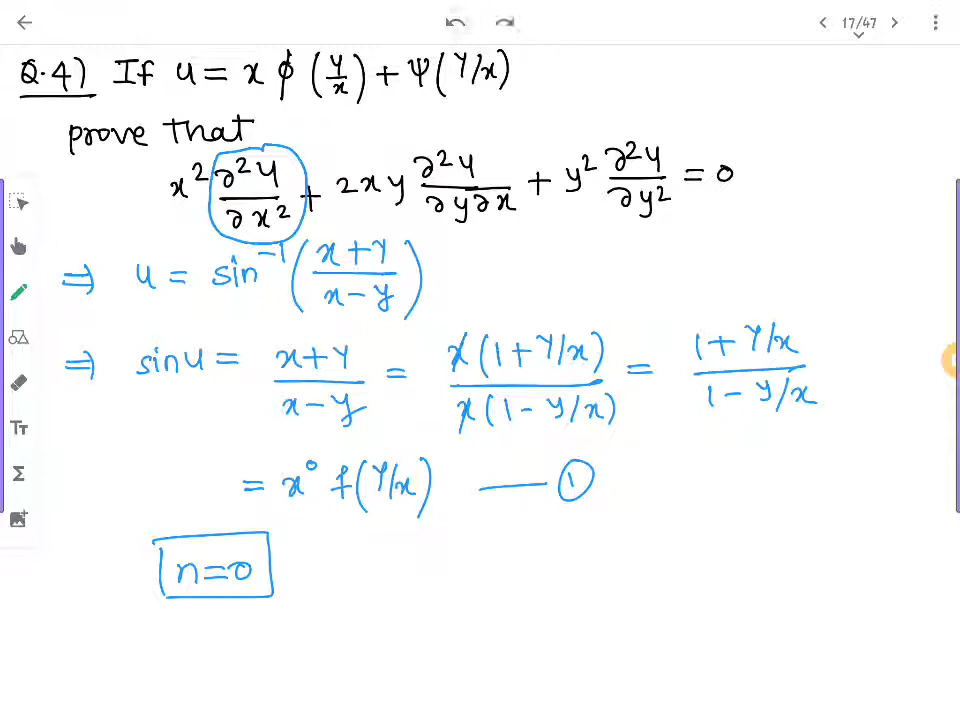 17/47
Q.4) If u = x ϕ (y/x) + Ψ(y/x)
prove that
x² ∂²u/∂x² + 2xy ∂²u/∂y∂x + y² ∂²u/∂y² = 0
⇒ u = sin⁻¹ ((x+y)/(x-y))
⇒ sin u = (x+y)/(x-y) = x(1+y/x)/x(1-y/x) = (1+y/x)/(1-y/x)
= x⁰ f(y/x) —— ①
n=0
Tт
Σ